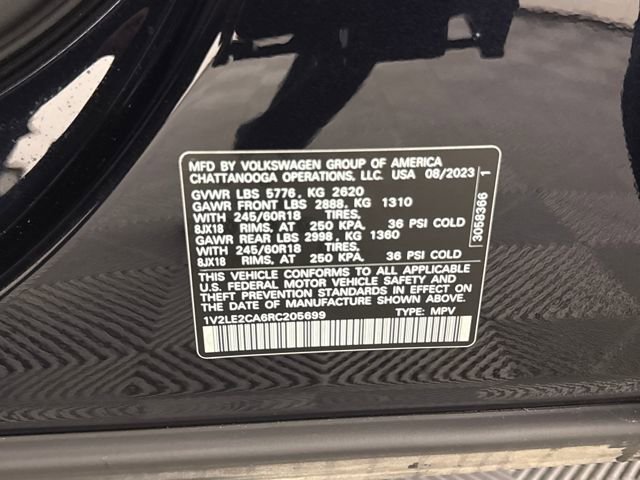 MFD BY VOLKSWAGEN GROUP OF AMERICA
CHATTANOOGA OPERATIONS, LLC. USA 08/2023
GVWR LBS 5776, KG 2620
GAWR FRONT LBS 2888, KG 1310
WITH 245/60R18 TIRES,
8JX18 RIMS, AT 250 KPA, 36 PSI COLD
GAWR REAR LBS 2998, KG 1360
WITH 245/60R18 TIRES,
8JX18 RIMS, AT 250 KPA, 36 PSI COLD
THIS VEHICLE CONFORMS TO ALL APPLICABLE
U.S. FEDERAL MOTOR VEHICLE SAFETY AND
THEFT PREVENTION STANDARDS IN EFFECT ON
THE DATE OF MANUFACTURE SHOWN ABOVE.
1V2LE2CA6RC205699 TYPE: MPV
3058366 1